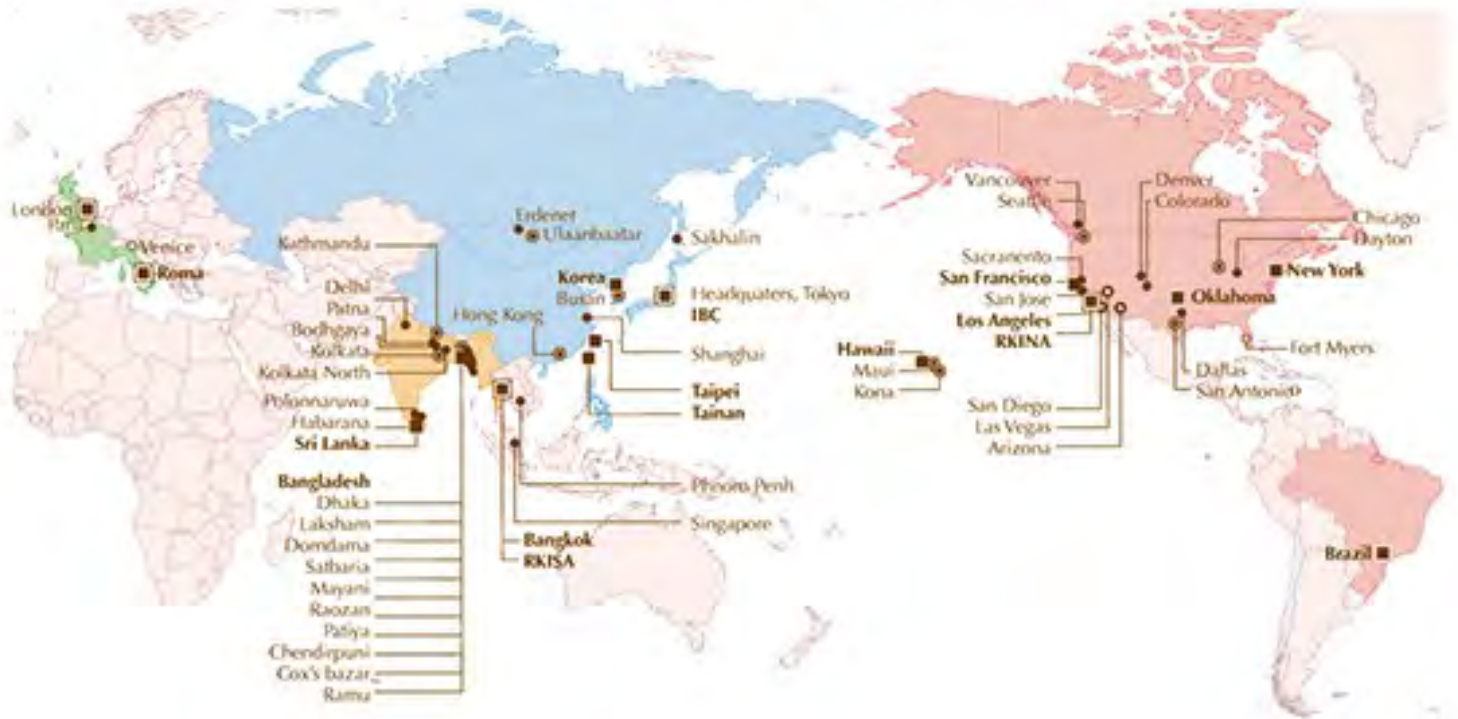 London
Paris
Venice
Roma
Kathmandu
Delhi
Patna
Bodhgaya
Kolkata
Kolkata North
Polonnaruwa
Habarana
Sri Lanka
Bangladesh
Dhaka
Laksham
Domdama
Satbaria
Mayani
Raozan
Patiya
Chendirpuni
Cox's bazar
Ramu
Erdenet
Ulaanbaatar
Sakhalin
Korea
Busan
Headquaters, Tokyo
IBC
Hong Kong
Shanghai
Taipei
Tainan
Phnom Penh
Singapore
Bangkok
RKISA
Hawaii
Maui
Kona
Vancouver
Seattle
Sacranento
San Francisco
San Jose
Los Angeles
RKINA
San Diego
Las Vegas
Arizona
Denver
Colorado
Chicago
Dayton
New York
Oklahoma
Fort Myers
Dallas
San Antonio
Brazil